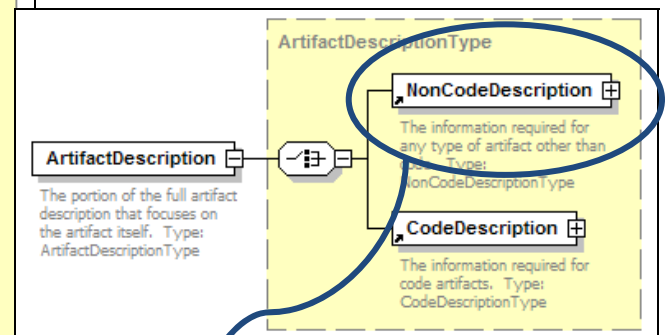 ArtifactDescriptionType
NonCodeDescription
The information required for
any type of artifact other than
code. Type:
NonCodeDescriptionType
ArtifactDescription
The portion of the full artifact
description that focuses on
the artifact itself. Type:
ArtifactDescriptionType
CodeDescription
The information required for
code artifacts. Type:
CodeDescriptionType